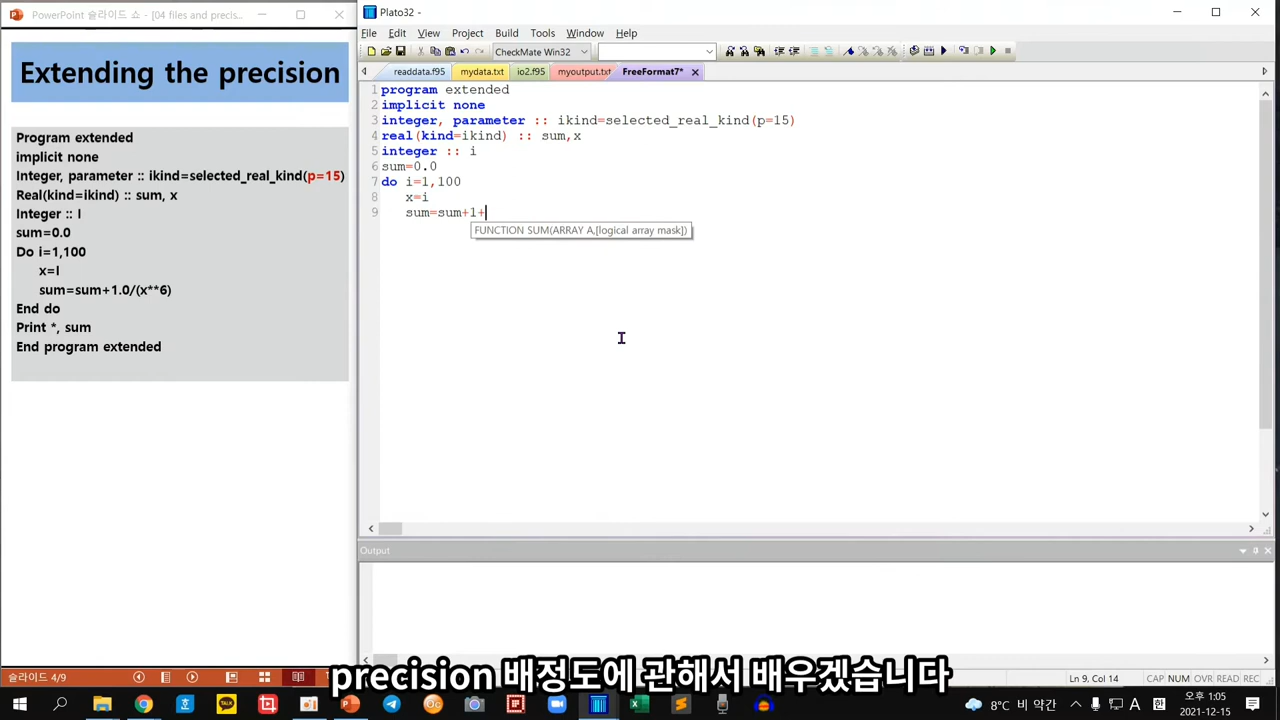 PowerPoint 슬라이드 쇼 - [04 files and precis...
Extending the precision
Program extended
implicit none
Integer, parameter :: ikind=selected_real_kind(p=15)
Real(kind=ikind) :: sum, x
Integer :: I
sum=0.0
Do i=1,100
x=I
sum=sum+1.0/(x**6)
End do
Print *, sum
End program extended
슬라이드 4/9
Plato32 -
File Edit View Project Build Tools Window Help
CheckMate Win32
readdata.f95 mydata.txt io2.f95 myoutput.txt FreeFormat7*
1 program extended
2 implicit none
3 integer, parameter :: ikind=selected_real_kind(p=15)
4 real(kind=ikind) :: sum,x
5 integer :: i
6 sum=0.0
7 do i=1,100
8 x=i
9 sum=sum+1+
FUNCTION SUM(ARRAY A,[logical array mask])
Output
precision 배정도에 관해서 배우겠습니다
Ln 9, Col 14 CAP NUM OVR READ REC
8°C 비 약간 A 한
오후 1:05
2021-12-15